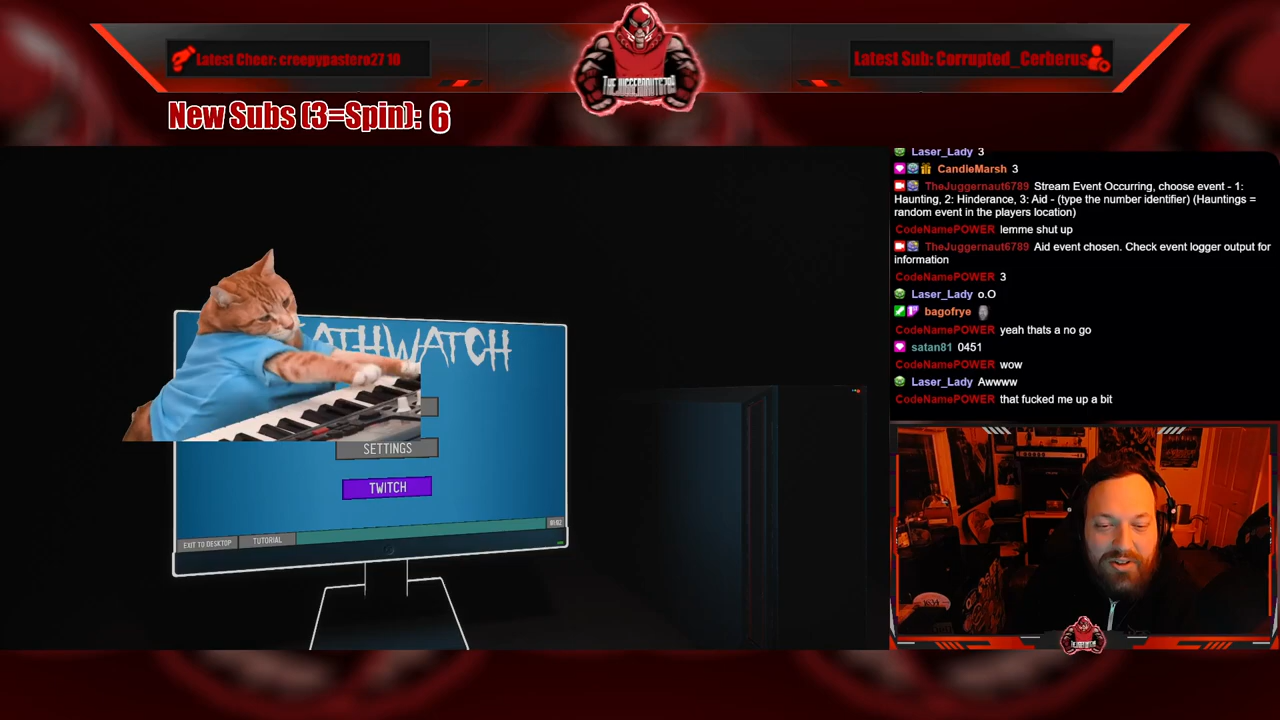 Latest Cheer: creepypastero27 10
THEJUGGERNAUT6789
Latest Sub: Corrupted_Cerberus
New Subs (3=Spin): 6
Laser_Lady 3
CandleMarsh 3
TheJuggernaut6789 Stream Event Occurring, choose event - 1:
Haunting, 2: Hinderance, 3: Aid - (type the number identifier) (Hauntings =
random event in the players location)
CodeNamePOWER lemme shut up
TheJuggernaut6789 Aid event chosen. Check event logger output for
information
CodeNamePOWER 3
Laser_Lady o.O
bagofrye
CodeNamePOWER yeah thats a no go
satan81 0451
CodeNamePOWER wow
Laser_Lady Awwww
CodeNamePOWER that fucked me up a bit
ATHWATCH
SETTINGS
TWITCH
EXIT TO DESKTOP
TUTORIAL